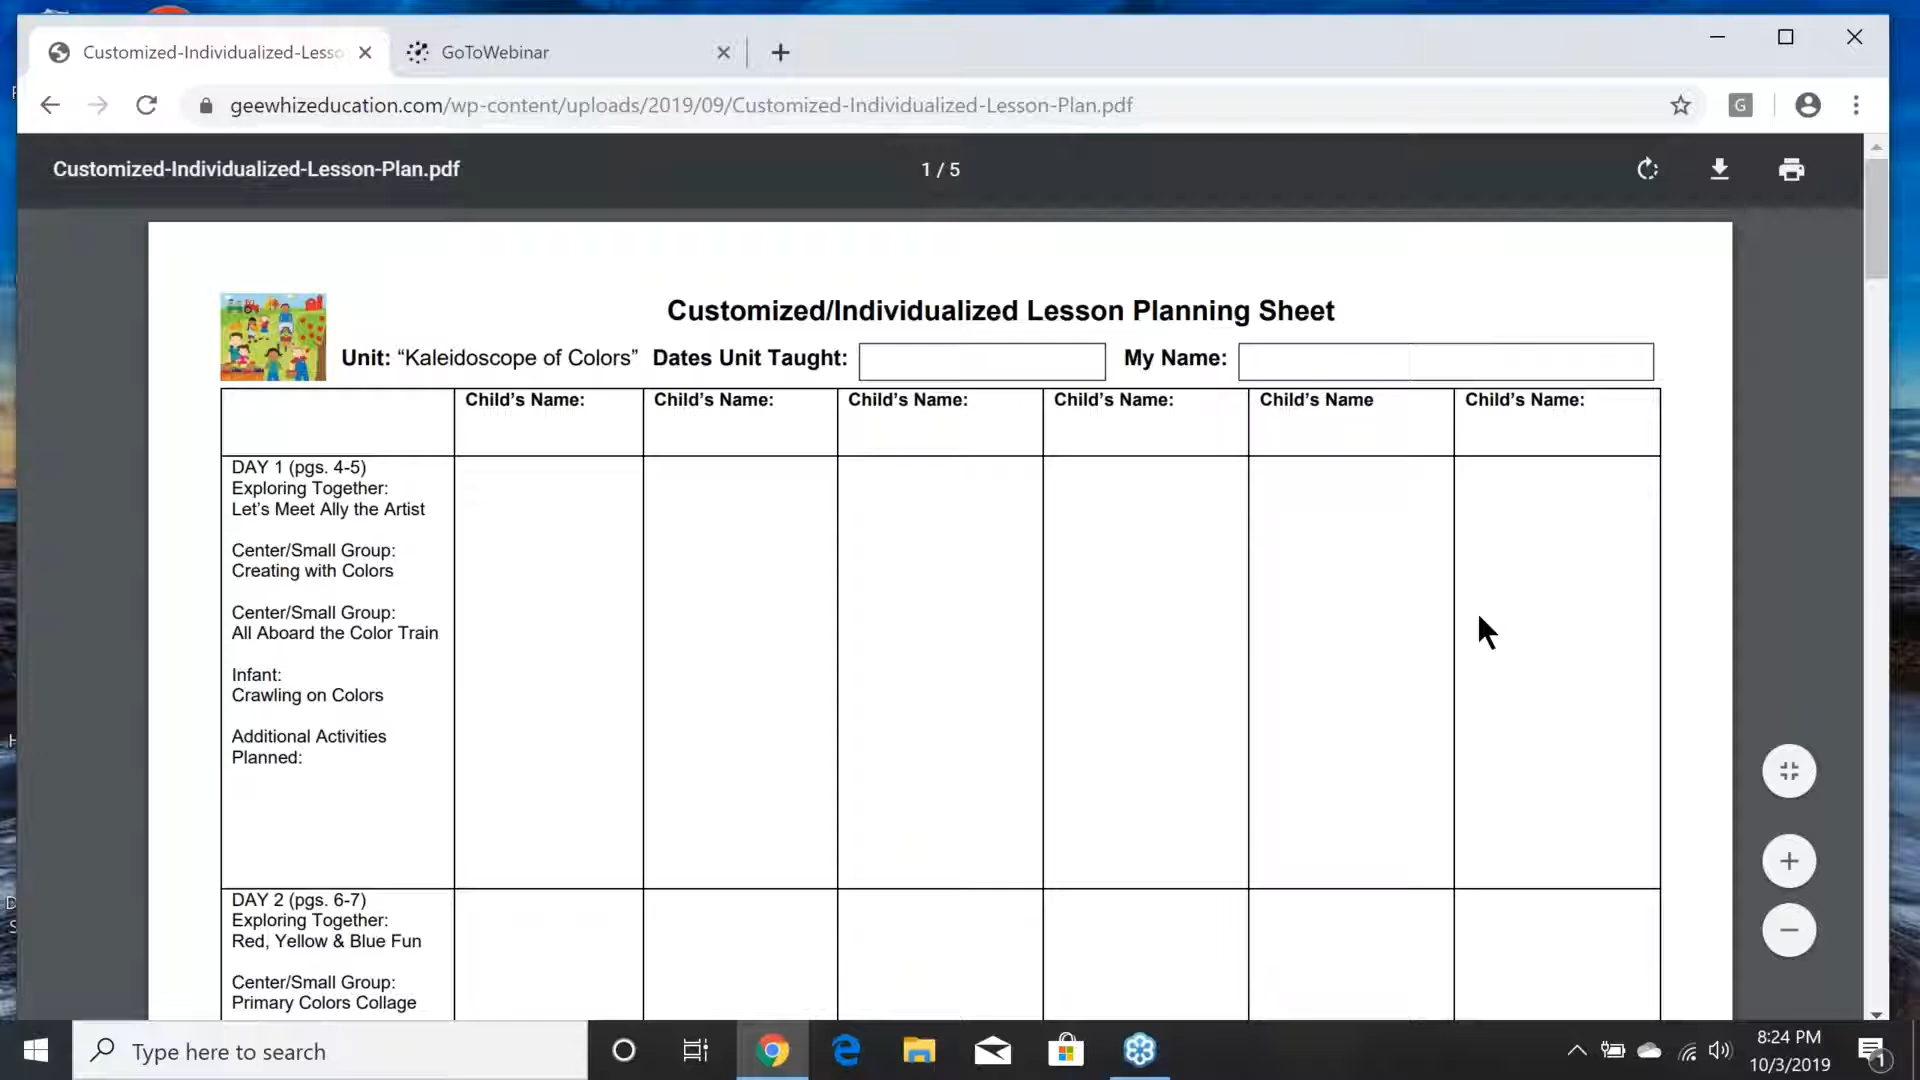 Customized-Individualized-Lesso
GoToWebinar
geewhizeducation.com/wp-content/uploads/2019/09/Customized-Individualized-Lesson-Plan.pdf
G
Customized-Individualized-Lesson-Plan.pdf
1 / 5
Customized/Individualized Lesson Planning Sheet
Unit: “Kaleidoscope of Colors” Dates Unit Taught: My Name:
Child’s Name: Child’s Name: Child’s Name: Child’s Name: Child’s Name Child’s Name:
DAY 1 (pgs. 4-5)
Exploring Together:
Let’s Meet Ally the Artist
Center/Small Group:
Creating with Colors
Center/Small Group:
All Aboard the Color Train
Infant:
Crawling on Colors
Additional Activities
Planned:
DAY 2 (pgs. 6-7)
Exploring Together:
Red, Yellow & Blue Fun
Center/Small Group:
Primary Colors Collage
Type here to search
8:24 PM
10/3/2019
1